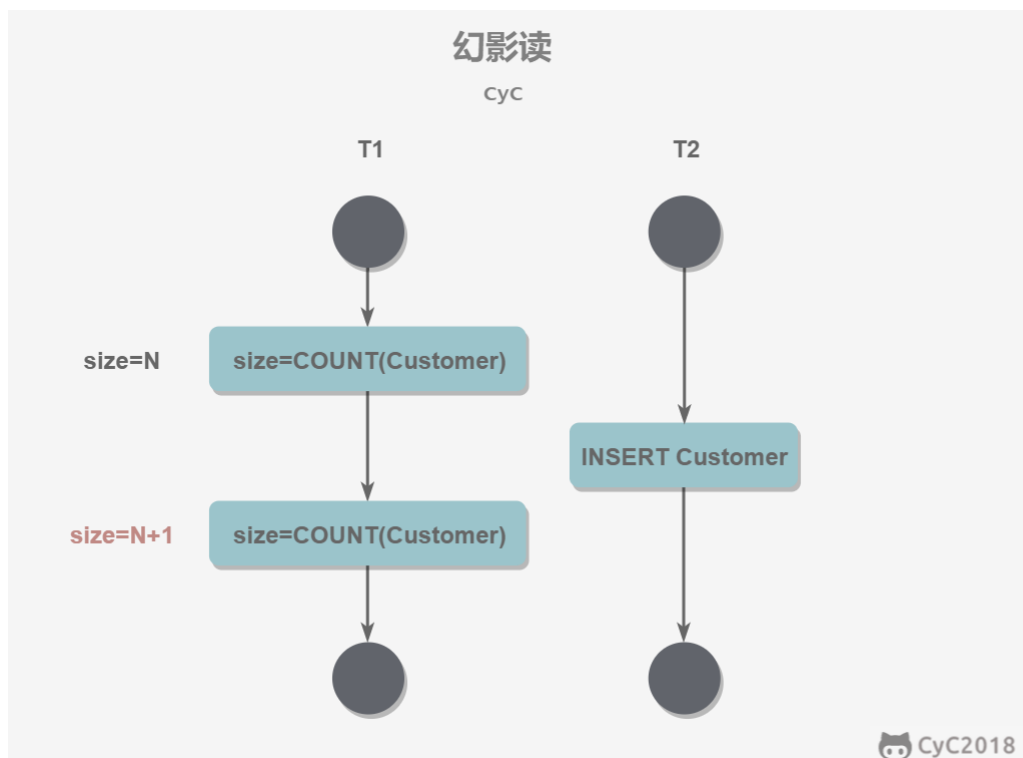 幻影读
CyC
T1
T2
size=N
size=COUNT(Customer)
INSERT Customer
size=N+1
size=COUNT(Customer)
CyC2018